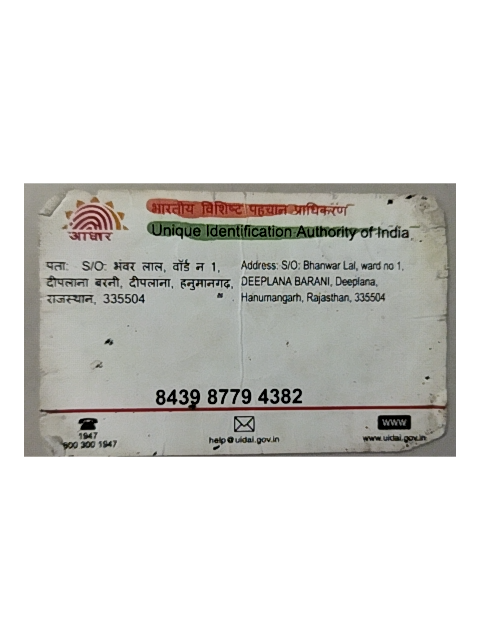 भारतीय विशिष्ट पहचान प्राधिकरण
आधार
Unique Identification Authority of India
पता: S/O: भंवर लाल, वॉर्ड न 1,
दीपलाना बरनी, दीपलाना, हनुमानगढ़,
राजस्थान, 335504
Address: S/O: Bhanwar Lal, ward no 1,
DEEPLANA BARANI, Deeplana,
Hanumangarh, Rajasthan, 335504
8439 8779 4382
1947
300 1947
help@uidai.gov.in
www
www.uidai.gov.in